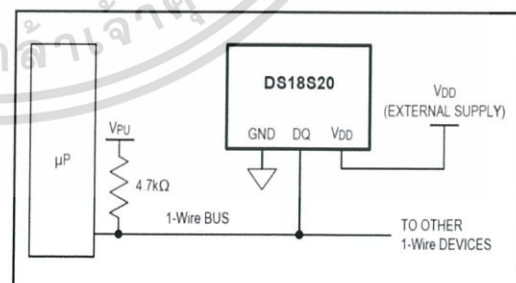 DS18S20
GND DQ VDD
VDD
(EXTERNAL SUPPLY)
VPU
µP
4.7kΩ
1-Wire BUS
TO OTHER
1-Wire DEVICES